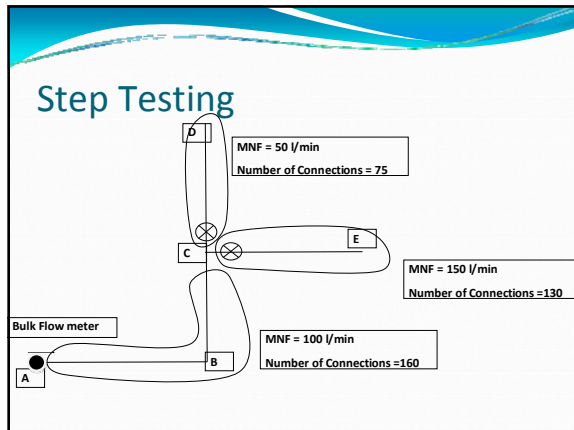 Step Testing
D
MNF = 50 l/min
Number of Connections = 75
C
E
MNF = 150 l/min
Number of Connections =130
Bulk Flow meter
MNF = 100 l/min
Number of Connections =160
A
B